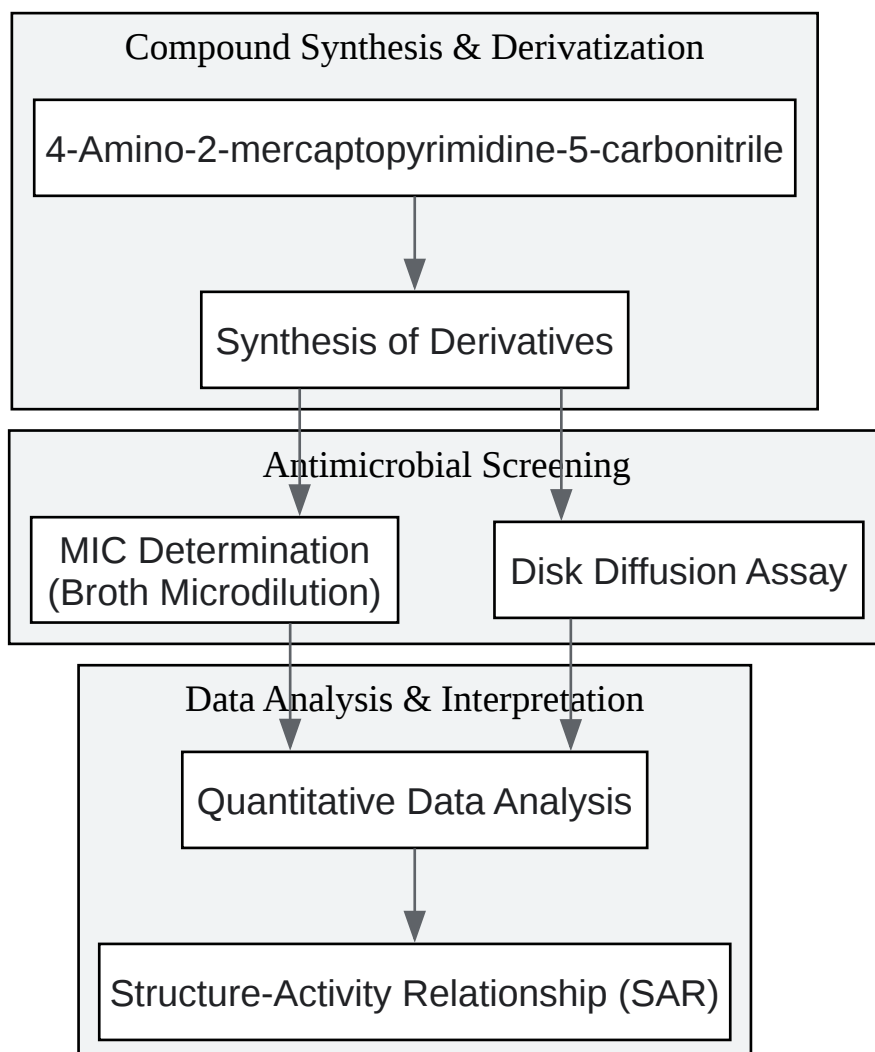 Compound Synthesis & Derivatization
4-Amino-2-mercaptopyrimidine-5-carbonitrile
Synthesis of Derivatives
Antimicrobial Screening
MIC Determination
(Broth Microdilution)
Disk Diffusion Assay
Data Analysis & Interpretation
Quantitative Data Analysis
Structure-Activity Relationship (SAR)